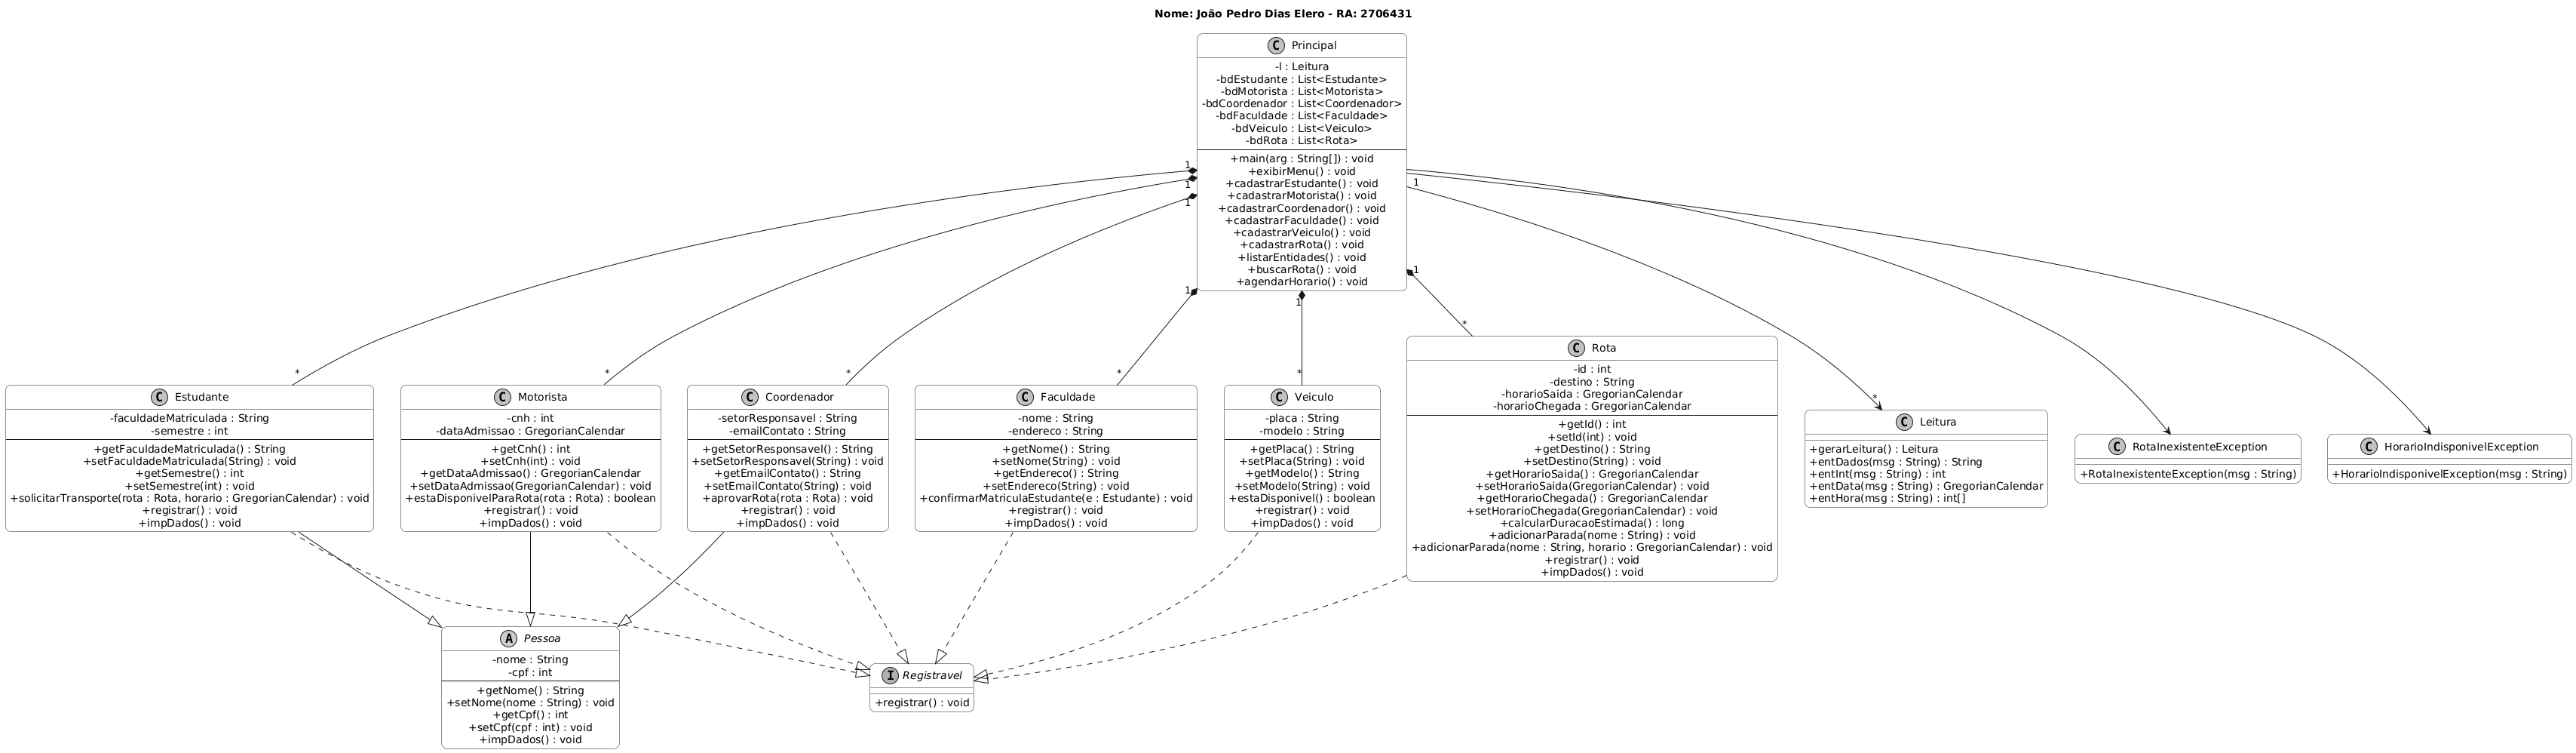 Nome: João Pedro Dias Elero - RA: 2706431
C Principal
-l : Leitura
-bdEstudante : List<Estudante>
-bdMotorista : List<Motorista>
-bdCoordenador : List<Coordenador>
-bdFaculdade : List<Faculdade>
-bdVeiculo : List<Veiculo>
-bdRota : List<Rota>
+main(arg : String[]) : void
+exibirMenu() : void
+cadastrarEstudante() : void
+cadastrarMotorista() : void
+cadastrarCoordenador() : void
+cadastrarFaculdade() : void
+cadastrarVeiculo() : void
+cadastrarRota() : void
+listarEntidades() : void
+buscarRota() : void
+agendarHorario() : void
1
1
1
1
1
1
1
*
*
*
*
*
*
*
C Estudante
-faculdadeMatriculada : String
-semestre : int
+getFaculdadeMatriculada() : String
+setFaculdadeMatriculada(String) : void
+getSemestre() : int
+setSemestre(int) : void
+solicitarTransporte(rota : Rota, horario : GregorianCalendar) : void
+registrar() : void
+impDados() : void
C Motorista
-cnh : int
-dataAdmissao : GregorianCalendar
+getCnh() : int
+setCnh(int) : void
+getDataAdmissao() : GregorianCalendar
+setDataAdmissao(GregorianCalendar) : void
+estaDisponivelParaRota(rota : Rota) : boolean
+registrar() : void
+impDados() : void
C Coordenador
-setorResponsavel : String
-emailContato : String
+getSetorResponsavel() : String
+setSetorResponsavel(String) : void
+getEmailContato() : String
+setEmailContato(String) : void
+aprovarRota(rota : Rota) : void
+registrar() : void
+impDados() : void
C Faculdade
-nome : String
-endereco : String
+getNome() : String
+setNome(String) : void
+getEndereco() : String
+setEndereco(String) : void
+confirmarMatriculaEstudante(e : Estudante) : void
+registrar() : void
+impDados() : void
C Veiculo
-placa : String
-modelo : String
+getPlaca() : String
+setPlaca(String) : void
+getModelo() : String
+setModelo(String) : void
+estaDisponivel() : boolean
+registrar() : void
+impDados() : void
C Rota
-id : int
-destino : String
-horarioSaida : GregorianCalendar
-horarioChegada : GregorianCalendar
+getId() : int
+setId(int) : void
+getDestino() : String
+setDestino(String) : void
+getHorarioSaida() : GregorianCalendar
+setHorarioSaida(GregorianCalendar) : void
+getHorarioChegada() : GregorianCalendar
+setHorarioChegada(GregorianCalendar) : void
+calcularDuracaoEstimada() : long
+adicionarParada(nome : String) : void
+adicionarParada(nome : String, horario : GregorianCalendar) : void
+registrar() : void
+impDados() : void
C Leitura
+gerarLeitura() : Leitura
+entDados(msg : String) : String
+entInt(msg : String) : int
+entData(msg : String) : GregorianCalendar
+entHora(msg : String) : int[]
C RotaInexistenteException
+RotaInexistenteException(msg : String)
C HorarioIndisponivelException
+HorarioIndisponivelException(msg : String)
A Pessoa
-nome : String
-cpf : int
+getNome() : String
+setNome(nome : String) : void
+getCpf() : int
+setCpf(cpf : int) : void
+impDados() : void
I Registravel
+registrar() : void